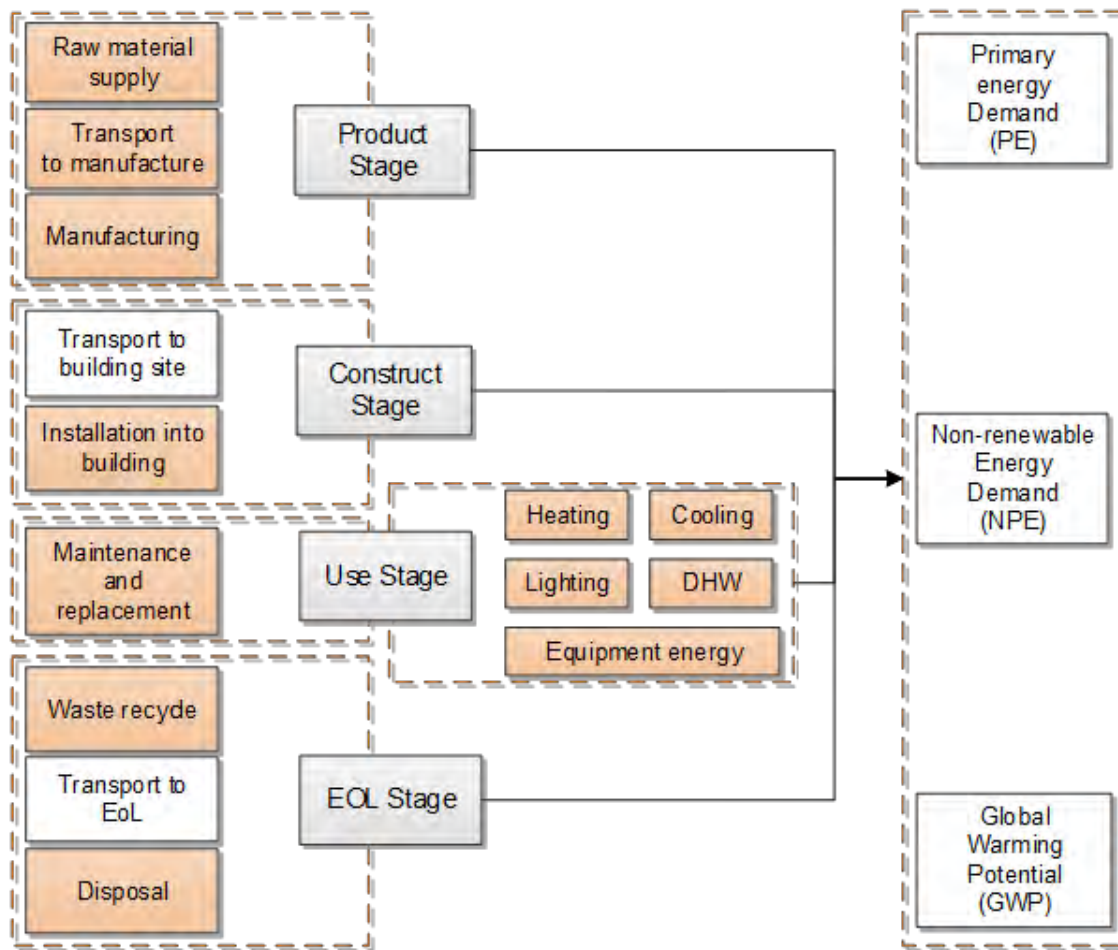 Raw material
supply
Transport
to manufacture
Manufacturing
Product
Stage
Transport to
building site
Installation into
building
Construct
Stage
Maintenance
and
replacement
Use Stage
Heating
Cooling
Lighting
DHW
Equipment energy
Waste recycle
Transport to
EoL
Disposal
EOL Stage
Primary
energy
Demand
(PE)
Non-renewable
Energy
Demand
(NPE)
Global
Warming
Potential
(GWP)